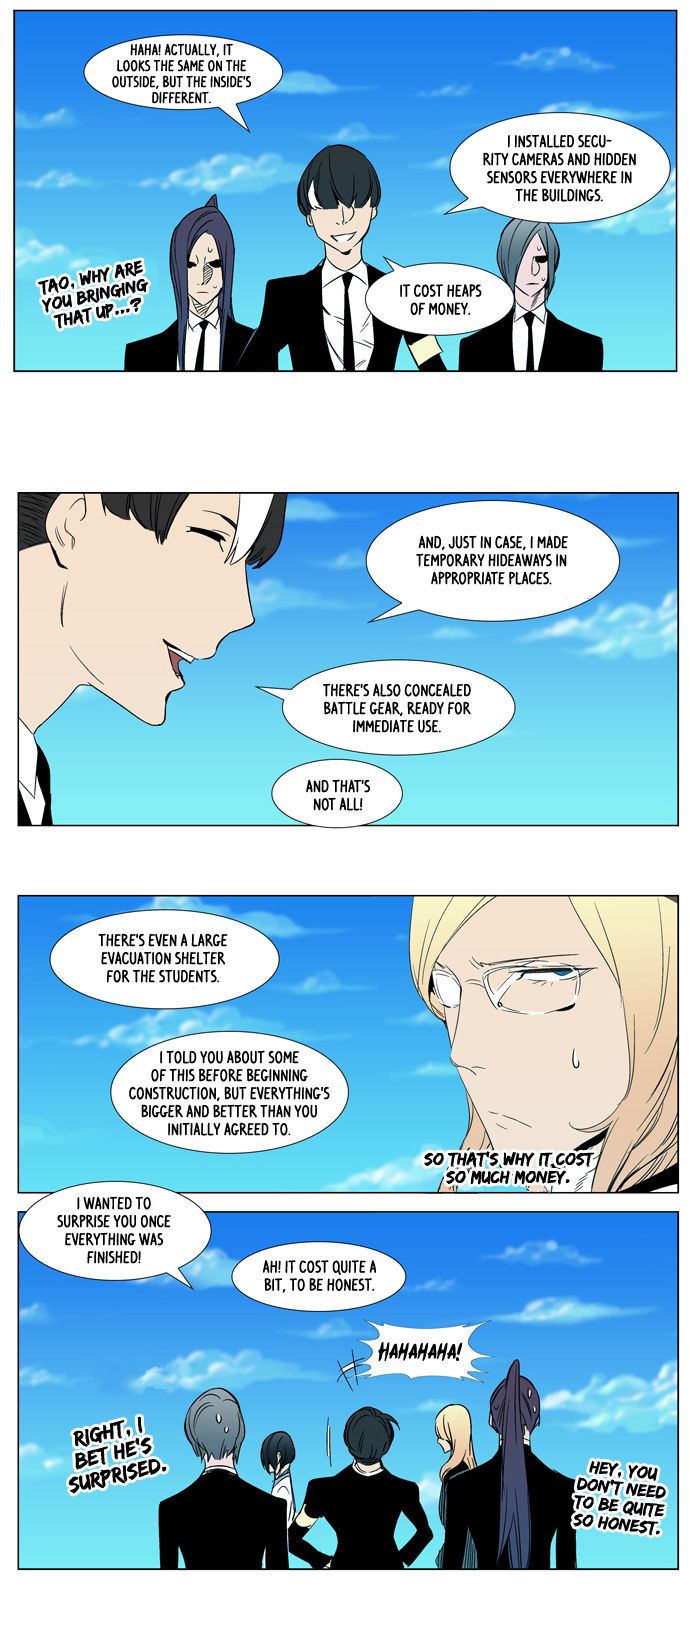 HAHA! ACTUALLY, IT
LOOKS THE SAME ON THE
OUTSIDE, BUT THE INSIDE'S
DIFFERENT.
I INSTALLED SECU-
RITY CAMERAS AND HIDDEN
SENSORS EVERYWHERE IN
THE BUILDINGS.
TAO, WHY ARE
YOU BRINGING
THAT UP...?
IT COST HEAPS
OF MONEY.
AND, JUST IN CASE, I MADE
TEMPORARY HIDEAWAYS IN
APPROPRIATE PLACES.
THERE'S ALSO CONCEALED
BATTLE GEAR, READY FOR
IMMEDIATE USE.
AND THAT'S
NOT ALL!
THERE'S EVEN A LARGE
EVACUATION SHELTER
FOR THE STUDENTS.
I TOLD YOU ABOUT SOME
OF THIS BEFORE BEGINNING
CONSTRUCTION, BUT EVERYTHING'S
BIGGER AND BETTER THAN YOU
INITIALLY AGREED TO.
SO THAT'S WHY IT COST
SO MUCH MONEY.
I WANTED TO
SURPRISE YOU ONCE
EVERYTHING WAS
FINISHED!
AH! IT COST QUITE A
BIT, TO BE HONEST.
HAHAHAHA!
RIGHT, I
BET HE'S
SURPRISED.
HEY, YOU
DON'T NEED
TO BE QUITE
SO HONEST.